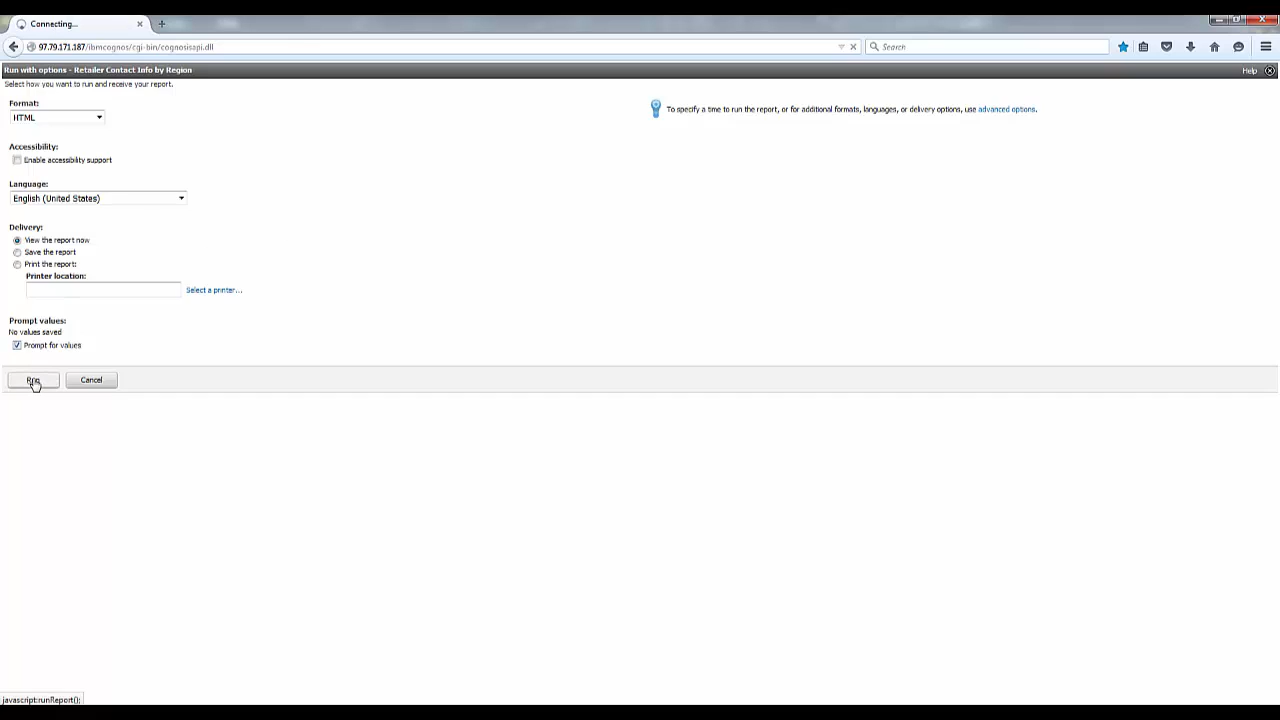 Connecting...
97.79.171.187/ibmcognos/cgi-bin/cognosisapi.dll
Search
Run with options - Retailer Contact Info by Region
Help
Select how you want to run and receive your report.
Format:
HTML
To specify a time to run the report, or for additional formats, languages, or delivery options, use advanced options.
Accessibility:
Enable accessibility support
Language:
English (United States)
Delivery:
View the report now
Save the report
Print the report:
Printer location:
Select a printer...
Prompt values:
No values saved
Prompt for values
Run
Cancel
javascript:runReport();